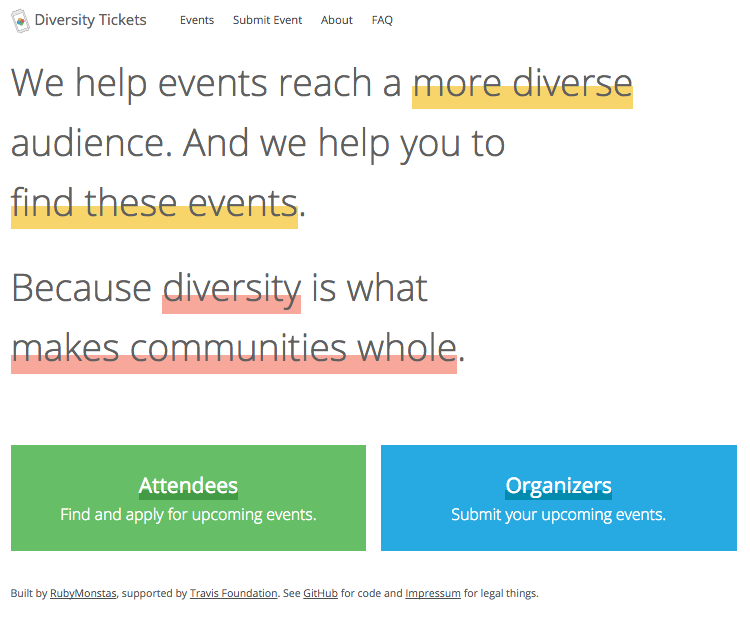 Diversity Tickets Events Submit Event About FAQ
We help events reach a more diverse
audience. And we help you to
find these events.
Because diversity is what
makes communities whole.
Attendees
Find and apply for upcoming events.
Organizers
Submit your upcoming events.
Built by RubyMonstas, supported by Travis Foundation. See GitHub for code and Impressum for legal things.